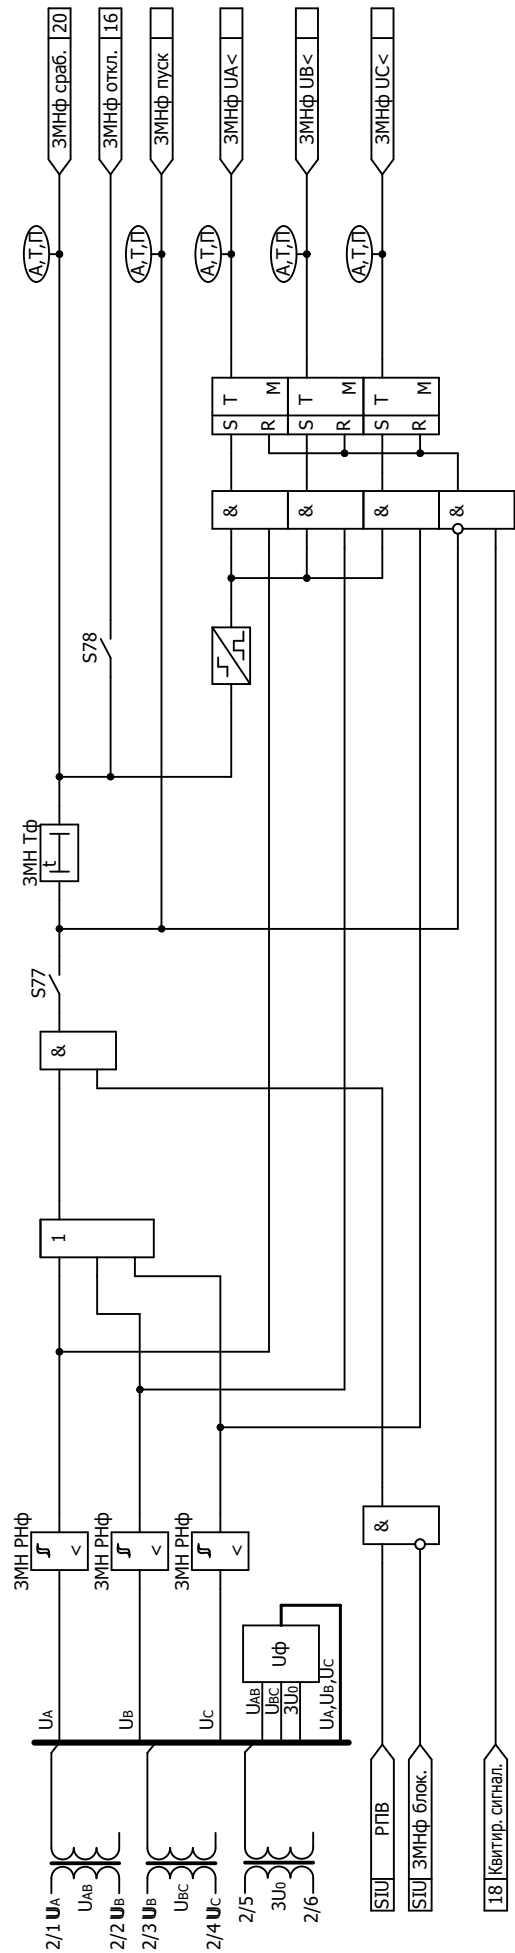 2/1 UA
UAB
2/2 UB
2/3 UB
UBC
2/4 UC
2/5
3U0
2/6
UA
UB
UC
UAB
UBC
3U0
Uф
UA,UB,UC
SIU РПВ
SIU ЗМНф блок.
18 Квитир. сигнал.
ЗМН РНф
<
ЗМН РНф
<
ЗМН РНф
<
&
1
&
S77
ЗМН Тф
t
S78
&
&
&
&
S T
R M
S T
R M
S T
R M
А,Т,П
А,Т,П
А,Т,П
А,Т,П
А,Т,П
ЗМНф сраб. 20
ЗМНф откл. 16
ЗМНф пуск
ЗМНф UA<
ЗМНф UB<
ЗМНф UC<